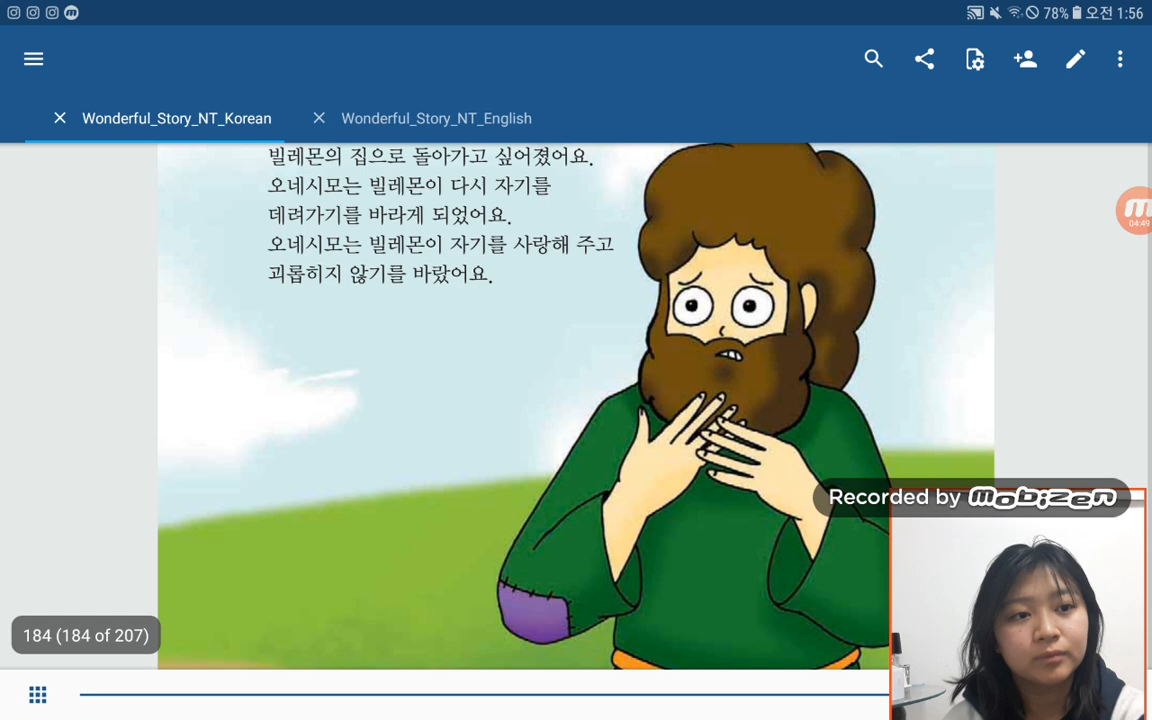 78% 오전 1:56
Wonderful_Story_NT_Korean
Wonderful_Story_NT_English
빌레몬의 집으로 돌아가고 싶어졌어요.
오네시모는 빌레몬이 다시 자기를
데려가기를 바라게 되었어요.
오네시모는 빌레몬이 자기를 사랑해 주고
괴롭히지 않기를 바랐어요.
04:49
Recorded by mobizen
184 (184 of 207)